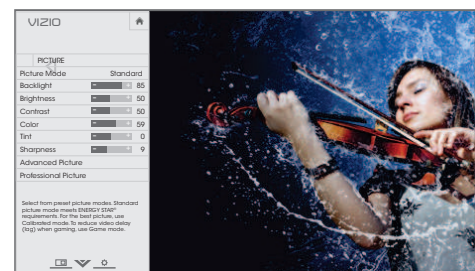 VIZIO
PICTURE
Picture Mode Standard
Backlight 85
Brightness 50
Contrast 50
Color 59
Tint 0
Sharpness 9
Advanced Picture
Professional Picture
Select from preset picture modes. Standard
picture mode meets ENERGY STAR®
requirements. For the best picture, use
Calibrated mode. To reduce video delay
(lag) when gaming, use Game mode.